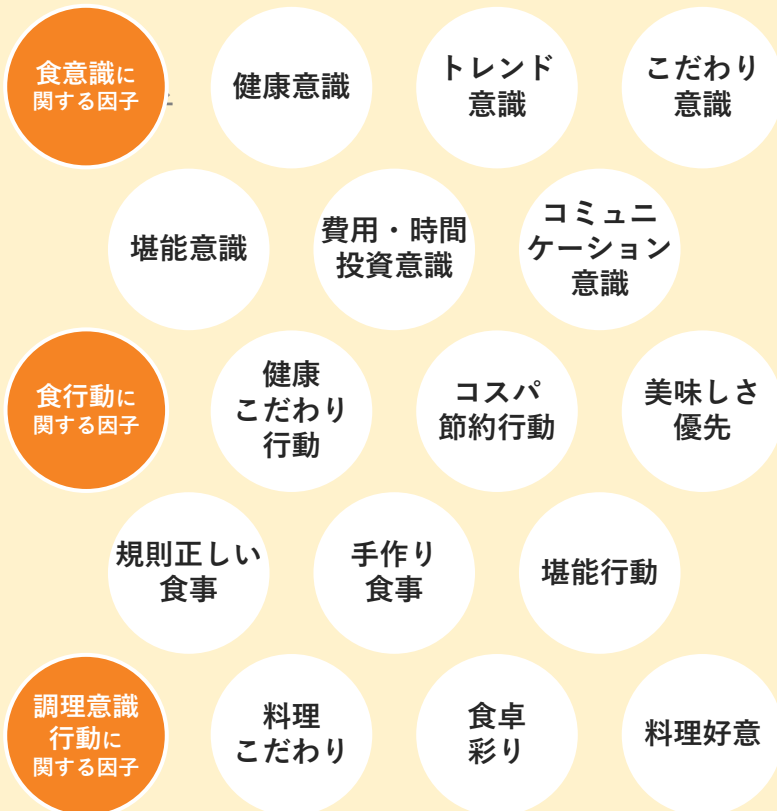 食意識に
関する因子
健康意識
トレンド
意識
こだわり
意識
堪能意識
費用・時間
投資意識
コミュニ
ケーション
意識
食行動に
関する因子
健康
こだわり
行動
コスパ
節約行動
美味しさ
優先
規則正しい
食事
手作り
食事
堪能行動
調理意識
行動に
関する因子
料理
こだわり
食卓
彩り
料理好意